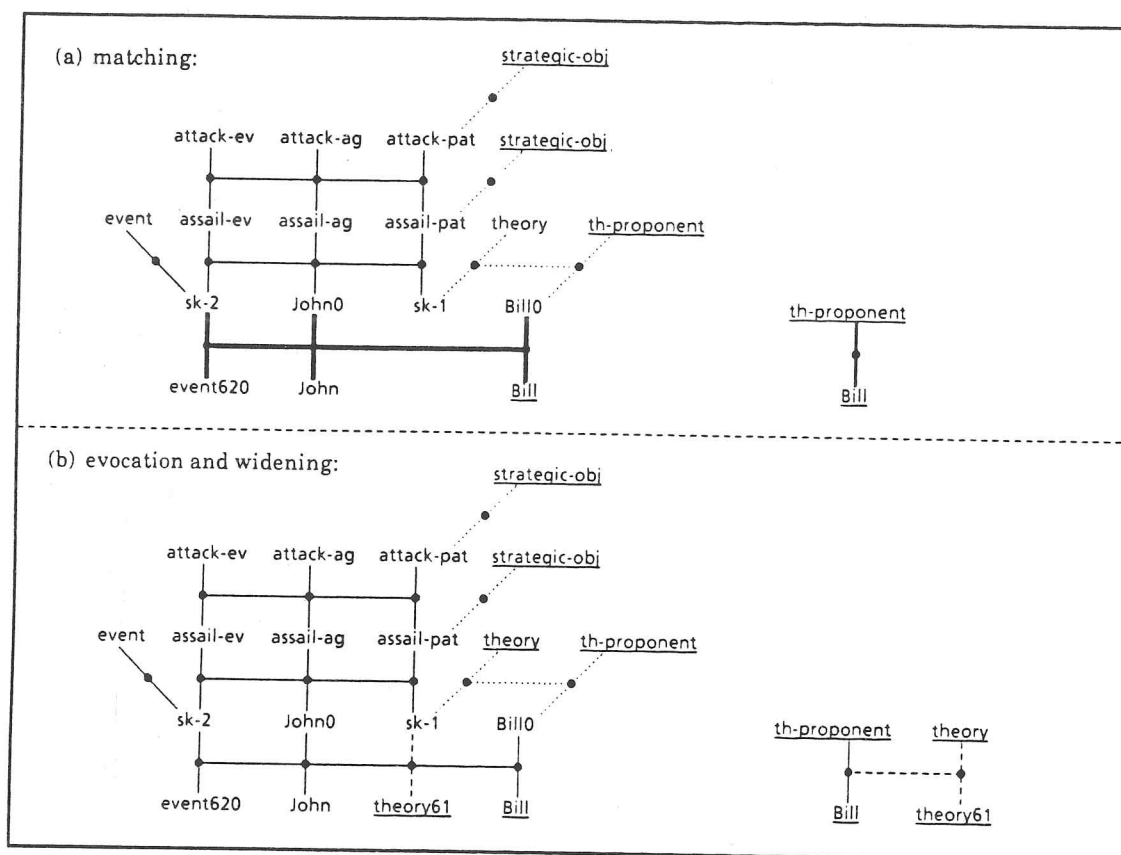 (a) matching:
strategic-obj
attack-ev attack-ag attack-pat strategic-obj
event assail-ev assail-ag assail-pat theory th-proponent
sk-2 John0 sk-1 Bill0 th-proponent
event620 John Bill Bill
(b) evocation and widening:
strategic-obj
attack-ev attack-ag attack-pat strategic-obj
event assail-ev assail-ag assail-pat theory th-proponent
sk-2 John0 sk-1 Bill0 th-proponent theory
event620 John theory61 Bill Bill theory61